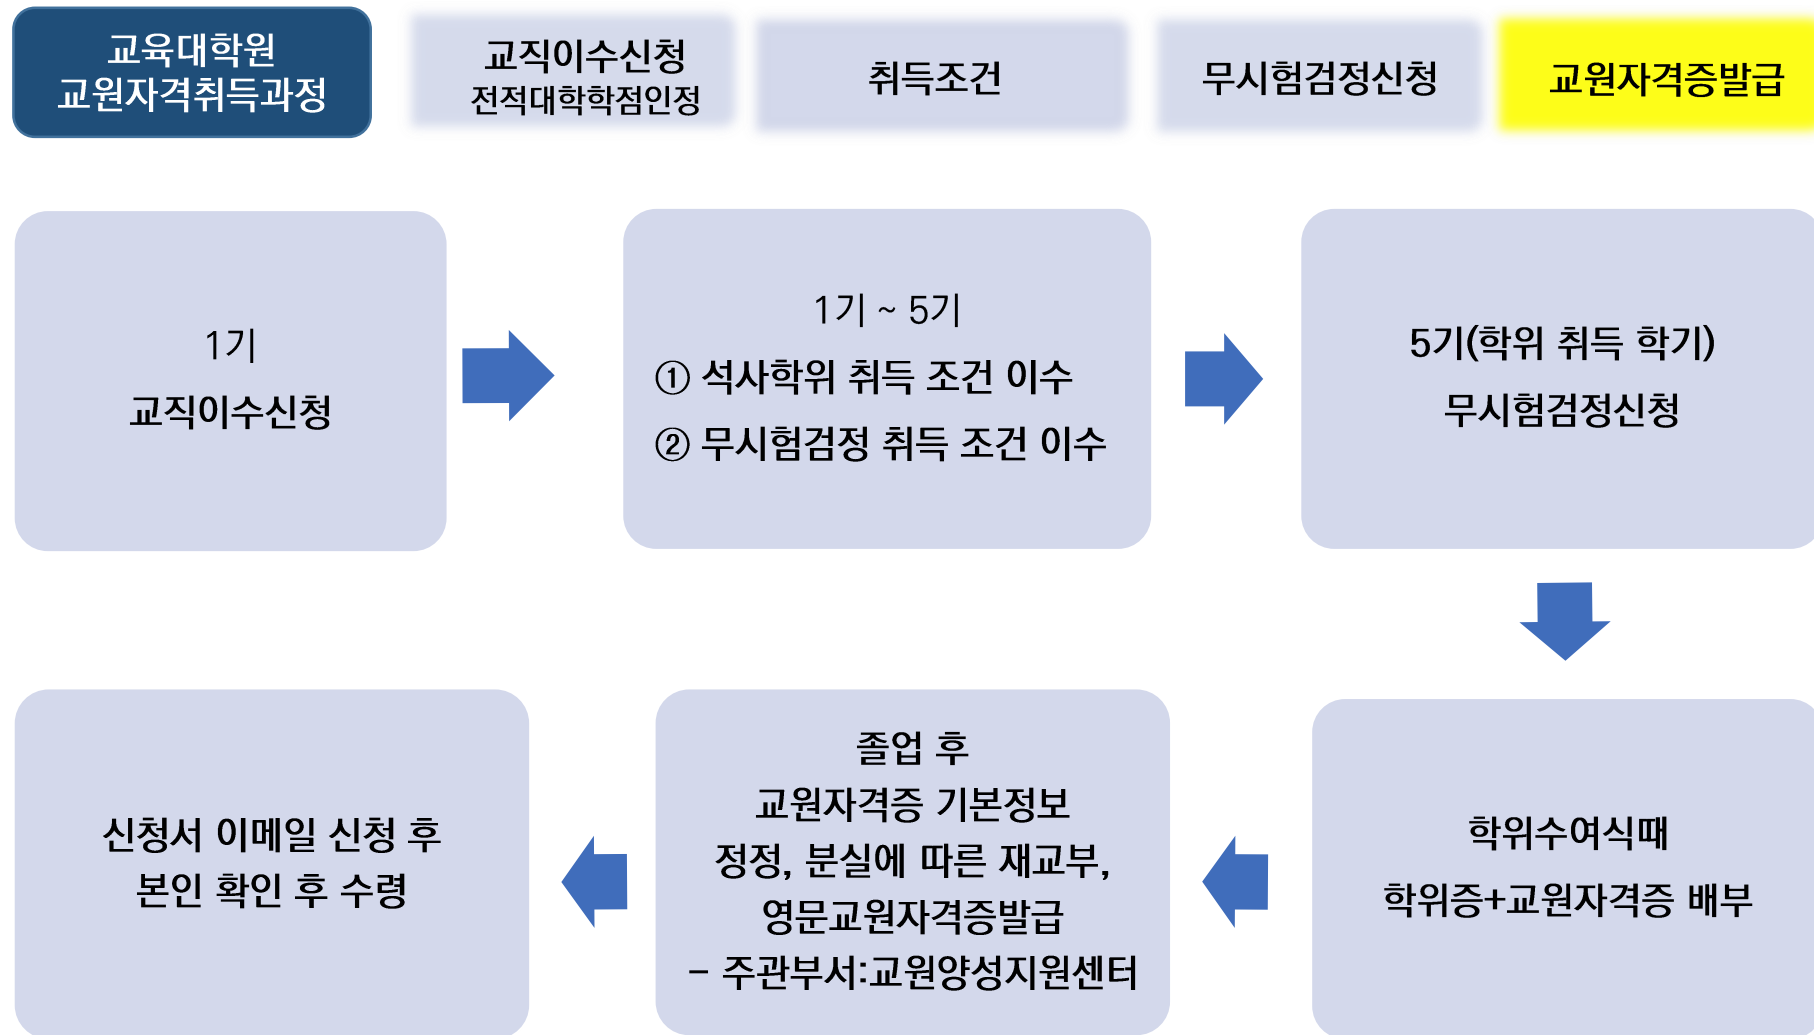 교육대학원
교원자격취득과정
교직이수신청
전적대학학점인정
취득조건
무시험검정신청
교원자격증발급
1기
교직이수신청
1기 ~ 5기
① 석사학위 취득 조건 이수
② 무시험검정 취득 조건 이수
5기(학위 취득 학기)
무시험검정신청
신청서 이메일 신청 후
본인 확인 후 수령
졸업 후
교원자격증 기본정보
정정, 분실에 따른 재교부,
영문교원자격증발급
- 주관부서:교원양성지원센터
학위수여식때
학위증+교원자격증 배부